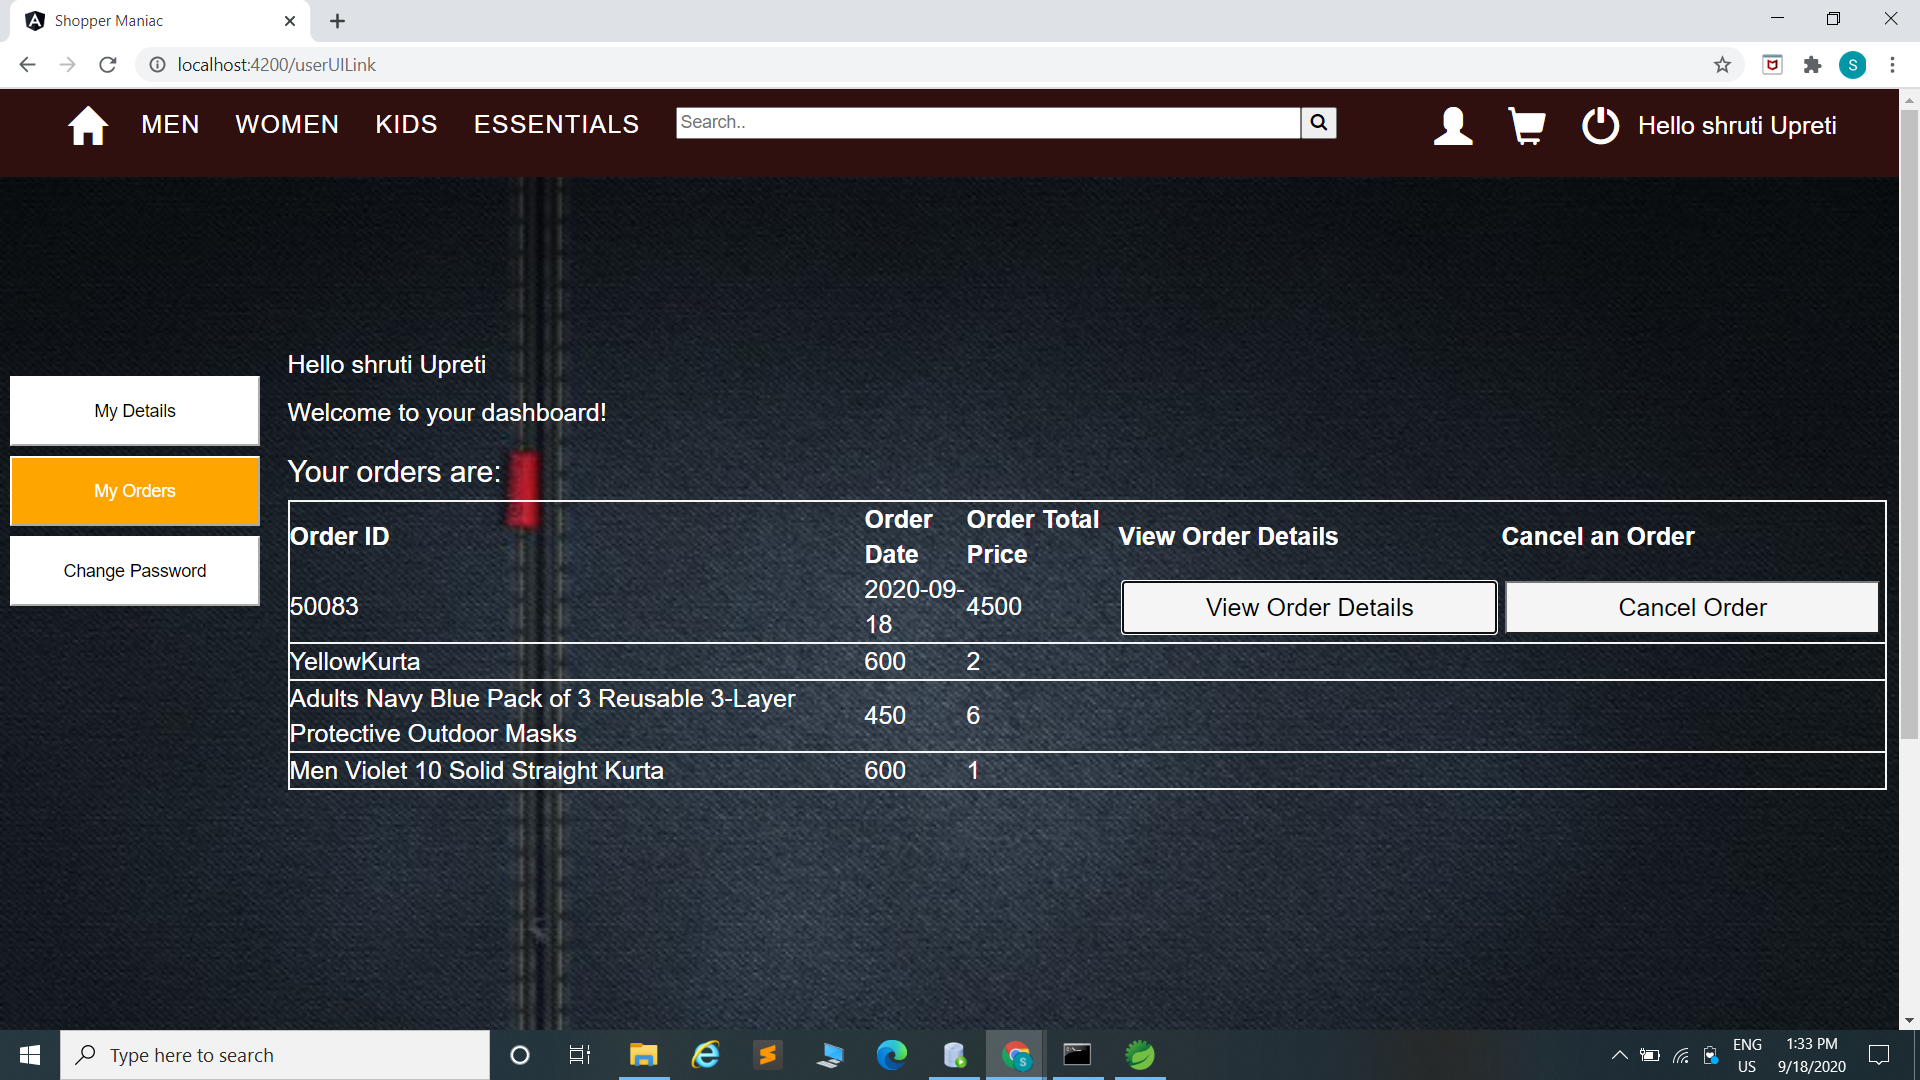 Shopper Maniac
localhost:4200/userUILink
S
MEN WOMEN KIDS ESSENTIALS Search.. Hello shruti Upreti
Hello shruti Upreti
Welcome to your dashboard!
My Details
My Orders
Change Password
Your orders are:
Order ID Order Date Order Total Price View Order Details Cancel an Order
50083 2020-09-18 4500 View Order Details Cancel Order
YellowKurta 600 2
Adults Navy Blue Pack of 3 Reusable 3-Layer
Protective Outdoor Masks 450 6
Men Violet 10 Solid Straight Kurta 600 1
Type here to search
S
ENG
US
1:33 PM
9/18/2020